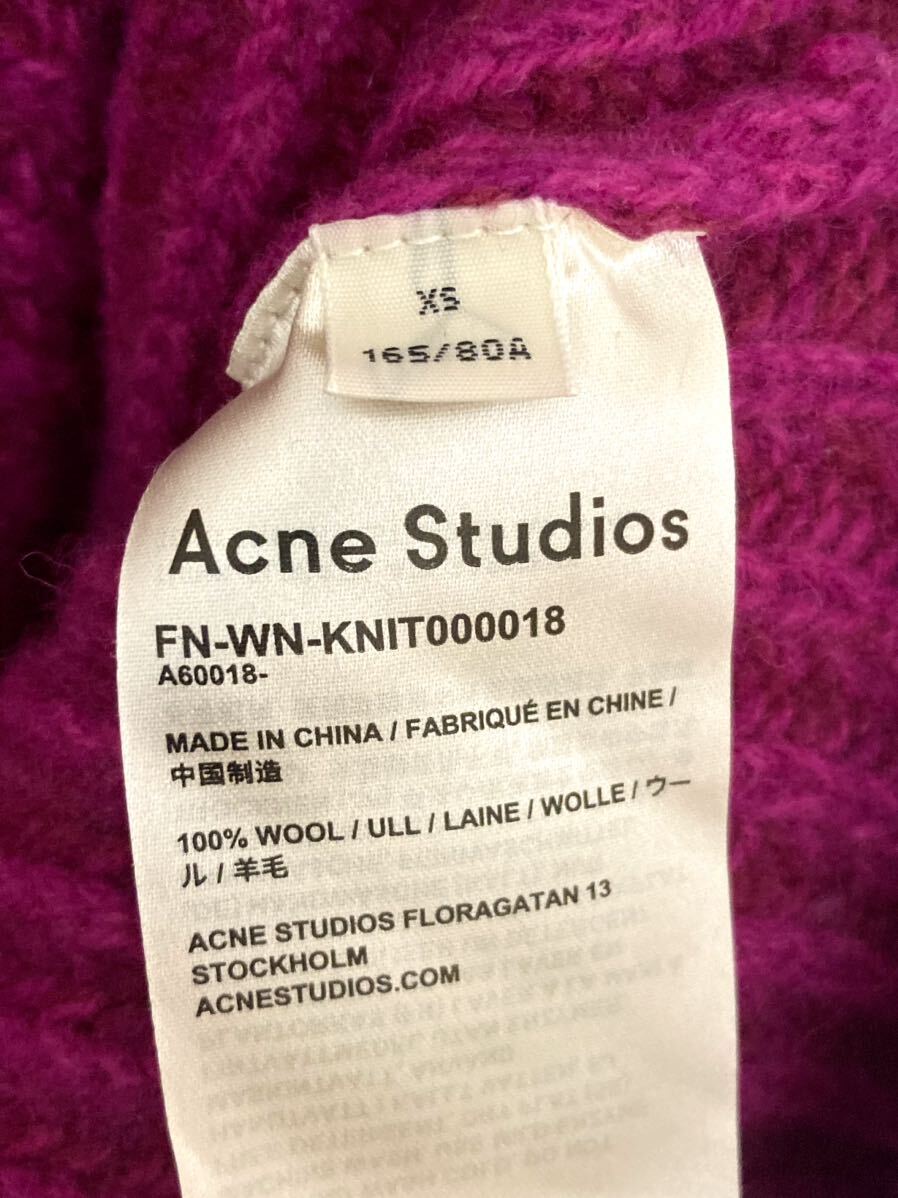 XS
165/80A
Acne Studios
FN-WN-KNIT000018
A60018-
MADE IN CHINA / FABRIQUÉ EN CHINE /
中国制造
100% WOOL / ULL / LAINE / WOLLE / ウー
ル / 羊毛
ACNE STUDIOS FLORAGATAN 13
STOCKHOLM
ACNESTUDIOS.COM